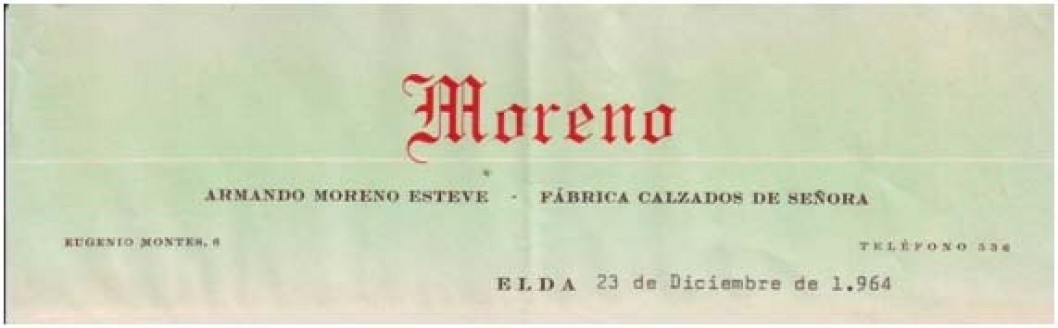 Moreno
ARMANDO MORENO ESTEVE - FÁBRICA CALZADOS DE SEÑORA
EUGENIO MONTES, 6 TELÉFONO 536
ELDA 23 de Diciembre de 1.964